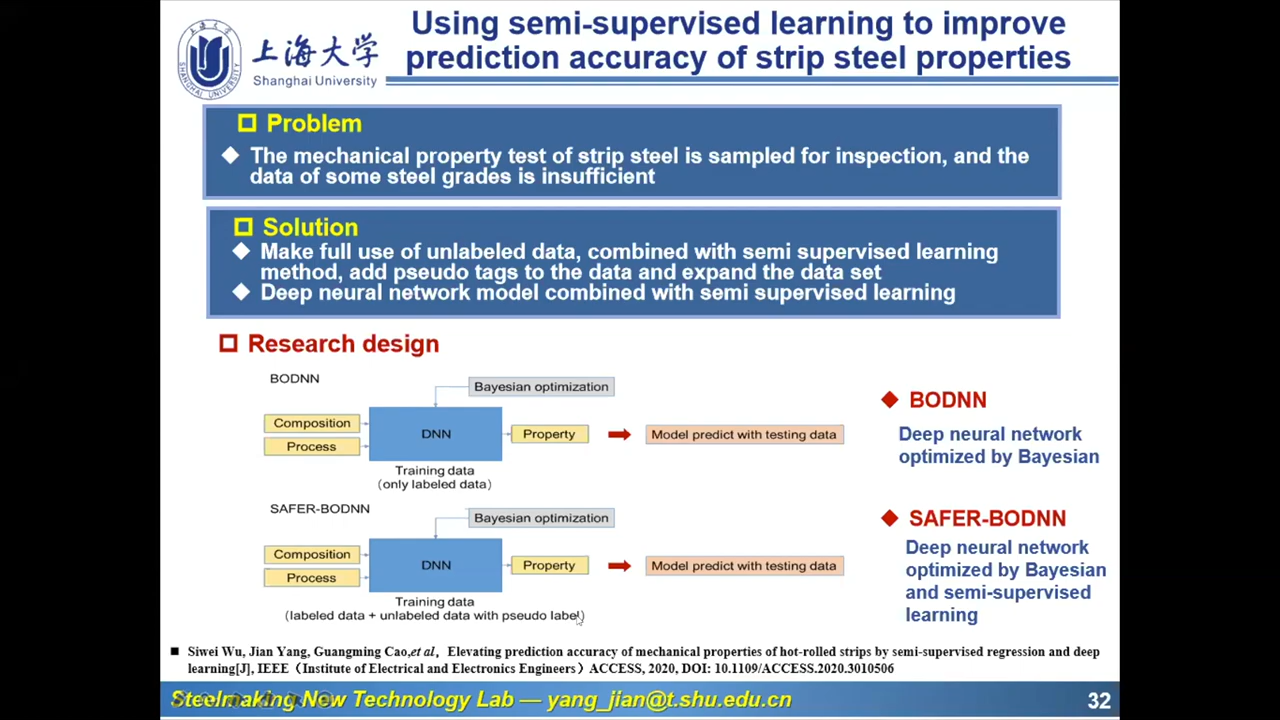 上海大学
Shanghai University
Using semi-supervised learning to improve
prediction accuracy of strip steel properties
Problem
The mechanical property test of strip steel is sampled for inspection, and the
data of some steel grades is insufficient
Solution
Make full use of unlabeled data, combined with semi supervised learning
method, add pseudo tags to the data and expand the data set
Deep neural network model combined with semi supervised learning
Research design
BODNN
Bayesian optimization
Composition
Process
DNN
Property
Model predict with testing data
Training data
(only labeled data)
SAFER-BODNN
Bayesian optimization
Composition
Process
DNN
Property
Model predict with testing data
Training data
(labeled data + unlabeled data with pseudo label)
BODNN
Deep neural network
optimized by Bayesian
SAFER-BODNN
Deep neural network
optimized by Bayesian
and semi-supervised
learning
Siwei Wu, Jian Yang, Guangming Cao,et al，Elevating prediction accuracy of mechanical properties of hot-rolled strips by semi-supervised regression and deep
learning[J], IEEE（Institute of Electrical and Electronics Engineers）ACCESS, 2020, DOI: 10.1109/ACCESS.2020.3010506
Steelmaking New Technology Lab — yang_jian@t.shu.edu.cn
32